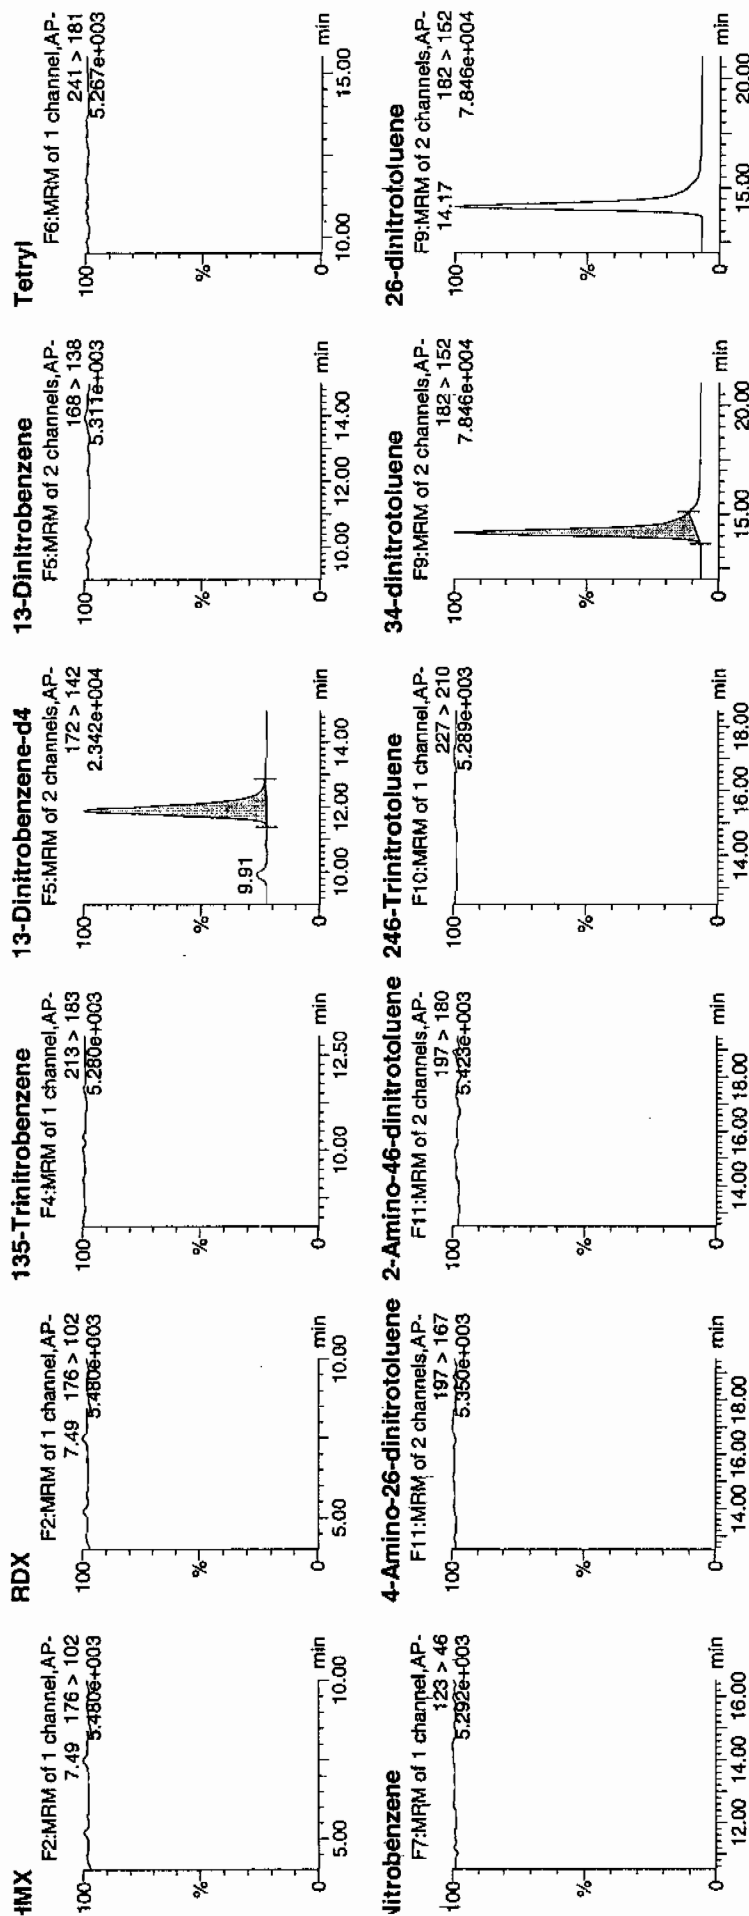 HMX
F2:MRM of 1 channel,AP-
7.49 176 > 102
5.480e+003
100
%
0
5.00 10.00
min
RDX
F2:MRM of 1 channel,AP-
7.49 176 > 102
5.480e+003
100
%
0
5.00 10.00
min
135-Trinitrobenzene
F4:MRM of 1 channel,AP-
213 > 183
5.280e+003
100
%
0
10.00 12.50
min
13-Dinitrobenzene-d4
F5:MRM of 2 channels,AP-
172 > 142
2.342e+004
100
9.91
%
0
10.00 12.00 14.00
min
13-Dinitrobenzene
F5:MRM of 2 channels,AP-
168 > 138
5.311e+003
100
%
0
10.00 12.00 14.00
min
Tetryl
F6:MRM of 1 channel,AP-
241 > 181
5.267e+003
100
%
0
10.00 15.00
min
Nitrobenzene
F7:MRM of 1 channel,AP-
123 > 46
5.292e+003
100
%
0
12.00 14.00 16.00
min
4-Amino-26-dinitrotoluene
F11:MRM of 2 channels,AP-
197 > 167
5.350e+003
100
%
0
14.00 16.00 18.00
min
2-Amino-46-dinitrotoluene
F11:MRM of 2 channels,AP-
197 > 180
5.423e+003
100
%
0
14.00 16.00 18.00
min
246-Trinitrotoluene
F10:MRM of 1 channel,AP-
227 > 210
5.289e+003
100
%
0
14.00 16.00 18.00
min
34-dinitrotoluene
F9:MRM of 2 channels,AP-
182 > 152
7.846e+004
100
%
0
15.00 20.00
min
26-dinitrotoluene
F9:MRM of 2 channels,AP-
14.17 182 > 152
7.846e+004
100
%
0
15.00 20.00
min